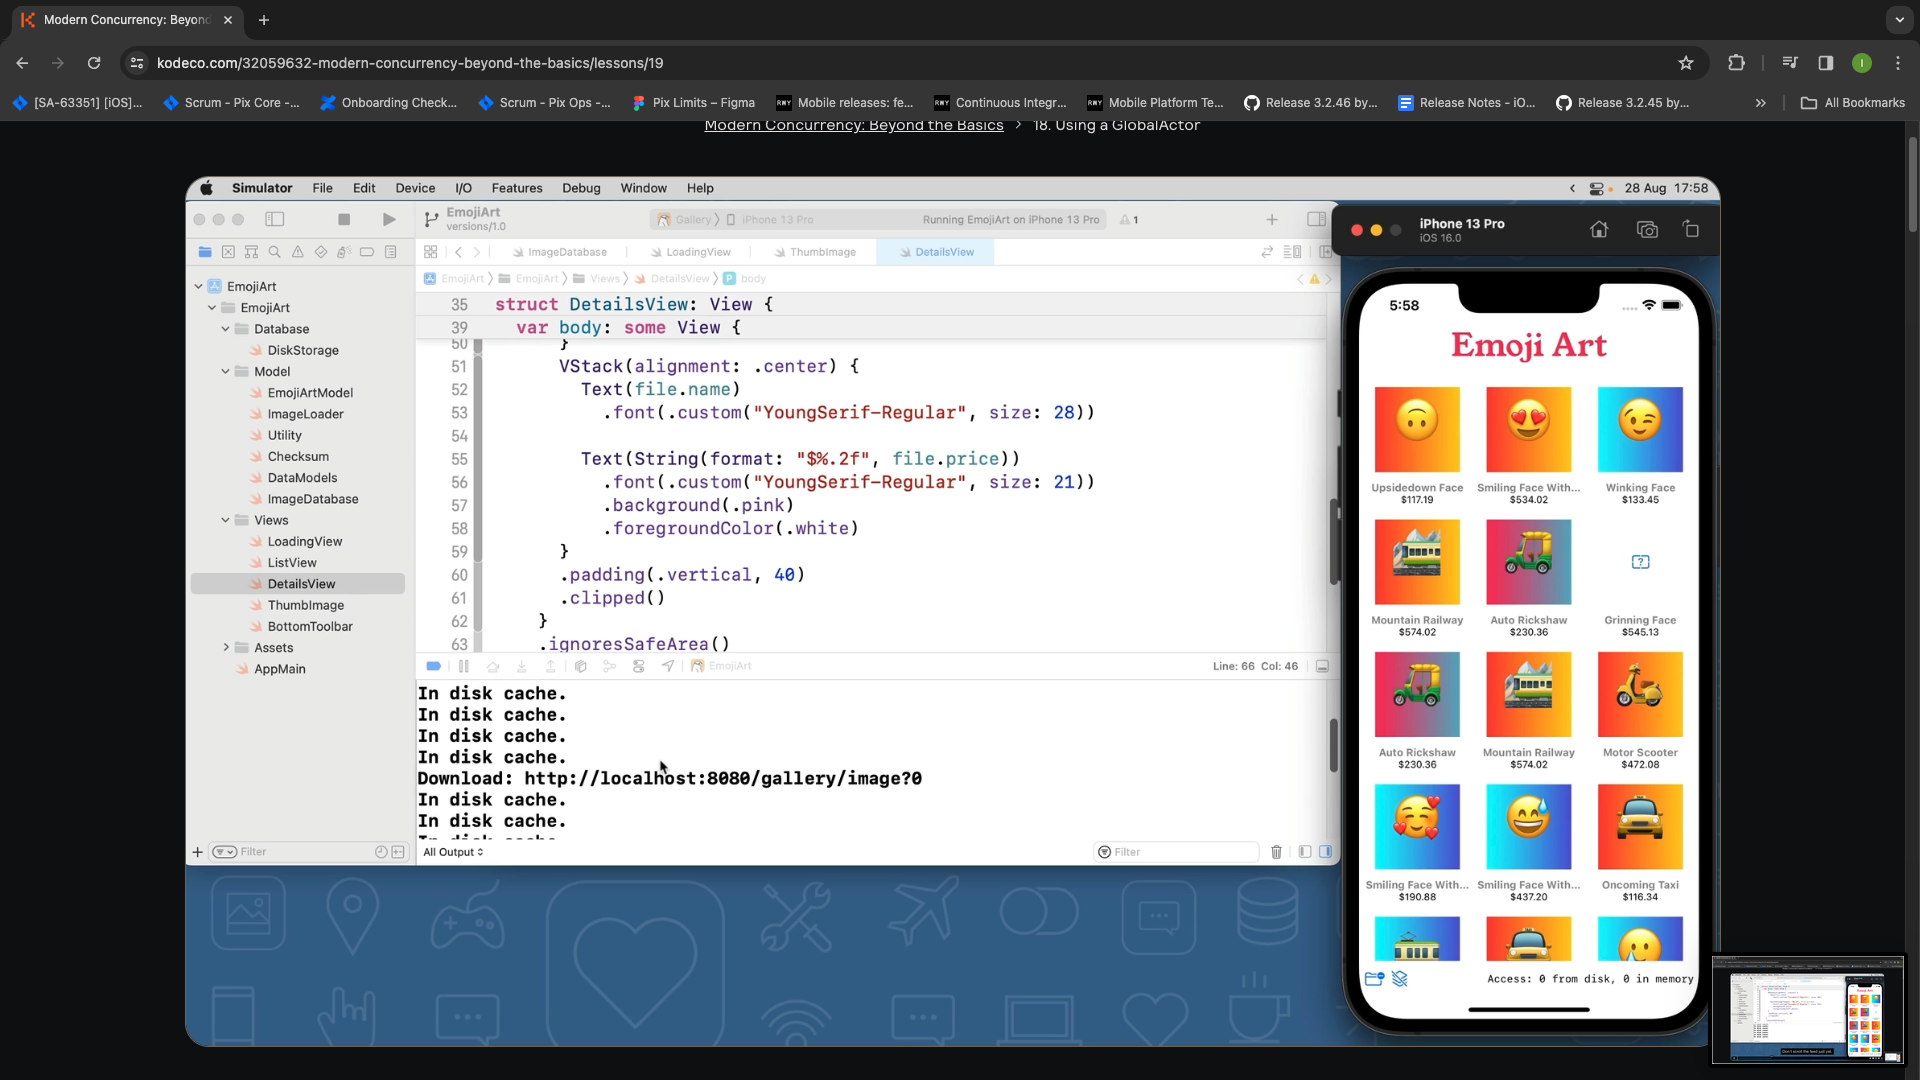 Modern Concurrency: Beyon
kodeco.com/32059632-modern-concurrency-beyond-the-basics/lessons/19
I
[SA-63351] [iOS]...
Scrum - Pix Core -...
Onboarding Check...
Scrum - Pix Ops -...
Pix Limits – Figma
RWY
Mobile releases: fe...
RWY
Continuous Integr...
RWY
Mobile Platform Te...
Release 3.2.46 by...
Release Notes - iO...
Release 3.2.45 by...
»
All Bookmarks
Modern Concurrency: Beyond the Basics > 18. Using a GlobalActor
Simulator File Edit Device I/O Features Debug Window Help
28 Aug 17:58
EmojiArt
versions/1.0
Gallery
iPhone 13 Pro
Running EmojiArt on iPhone 13 Pro
1
ImageDatabase
LoadingView
ThumbImage
DetailsView
EmojiArt
EmojiArt
Views
DetailsView
body
EmojiArt
EmojiArt
Database
DiskStorage
Model
EmojiArtModel
ImageLoader
Utility
Checksum
DataModels
ImageDatabase
Views
LoadingView
ListView
DetailsView
ThumbImage
BottomToolbar
Assets
AppMain
Filter
35 struct DetailsView: View {
39 var body: some View {
50 }
51 VStack(alignment: .center) {
52 Text(file.name)
53 .font(.custom("YoungSerif-Regular", size: 28))
54
55 Text(String(format: "$%.2f", file.price))
56 .font(.custom("YoungSerif-Regular", size: 21))
57 .background(.pink)
58 .foregroundColor(.white)
59 }
60 .padding(.vertical, 40)
61 .clipped()
62 }
63 .ignoresSafeArea()
EmojiArt
Line: 66 Col: 46
In disk cache.
In disk cache.
In disk cache.
In disk cache.
Download: http://localhost:8080/gallery/image?0
In disk cache.
In disk cache.
In disk cache.
All Output
Filter
iPhone 13 Pro
iOS 16.0
5:58
Emoji Art
Upsidedown Face
$117.19
Smiling Face With...
$534.02
Winking Face
$133.45
Mountain Railway
$574.02
Auto Rickshaw
$230.36
?
Grinning Face
$545.13
Auto Rickshaw
$230.36
Mountain Railway
$574.02
Motor Scooter
$472.08
Smiling Face With...
$190.88
Smiling Face With...
$437.20
Oncoming Taxi
$116.34
Access: 0 from disk, 0 in memory